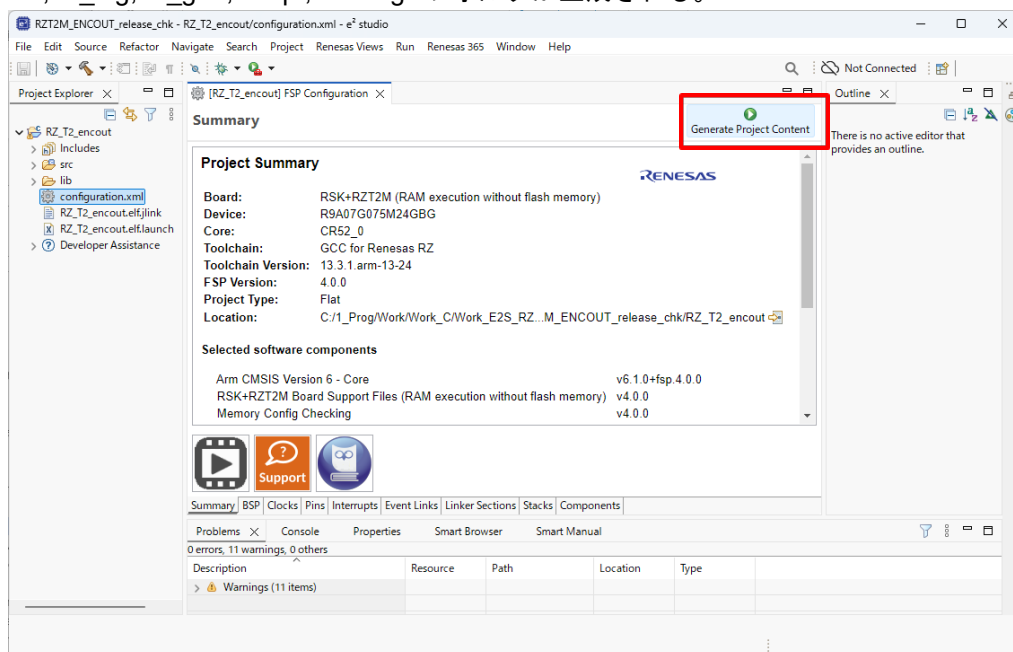 RZT2M_ENCOUT_release_chk - RZ_T2_encout/configuration.xml - e² studio
File Edit Source Refactor Navigate Search Project Renesas Views Run Renesas 365 Window Help
Not Connected
Project Explorer
[RZ_T2_encout] FSP Configuration
Outline
RZ_T2_encout
Includes
src
lib
configuration.xml
RZ_T2_encout.elf.jlink
RZ_T2_encout.elf.launch
Developer Assistance
Summary
Generate Project Content
There is no active editor that
provides an outline.
Project Summary
RENESAS
Board: RSK+RZT2M (RAM execution without flash memory)
Device: R9A07G075M24GBG
Core: CR52_0
Toolchain: GCC for Renesas RZ
Toolchain Version: 13.3.1.arm-13-24
FSP Version: 4.0.0
Project Type: Flat
Location: C:/1_Prog/Work/Work_C/Work_E2S_RZ...M_ENCOUT_release_chk/RZ_T2_encout
Selected software components
Arm CMSIS Version 6 - Core v6.1.0+fsp.4.0.0
RSK+RZT2M Board Support Files (RAM execution without flash memory) v4.0.0
Memory Config Checking v4.0.0
Support
Summary BSP Clocks Pins Interrupts Event Links Linker Sections Stacks Components
Problems Console Properties Smart Browser Smart Manual
0 errors, 11 warnings, 0 others
Description Resource Path Location Type
Warnings (11 items)